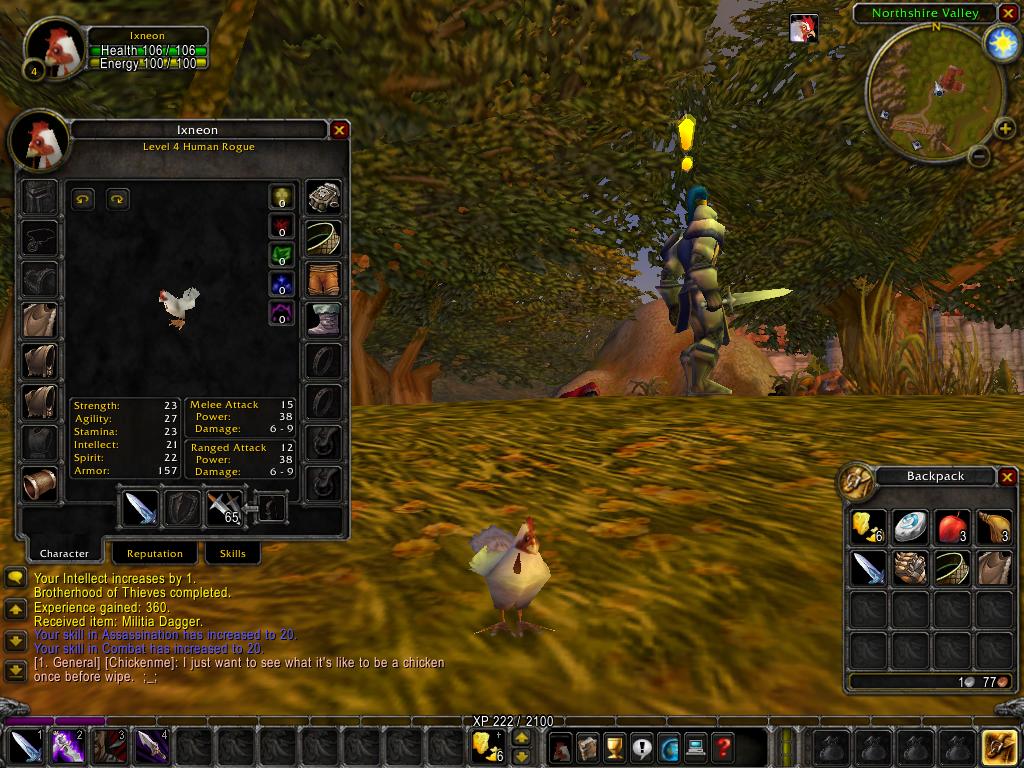 Ixneon
Health 106 / 106
Energy 100 / 100
4
Northshire Valley
N
Ixneon
Level 4 Human Rogue
0
0
0
0
0
Strength: 23
Agility: 27
Stamina: 23
Intellect: 21
Spirit: 22
Armor: 157
Melee Attack 15
Power: 38
Damage: 6 - 9
Ranged Attack 12
Power: 38
Damage: 6 - 9
65
Character
Reputation
Skills
Backpack
6
3
3
1
77
Your Intellect increases by 1.
Brotherhood of Thieves completed.
Experience gained: 360.
Received item: Militia Dagger.
Your skill in Assassination has increased to 20.
Your skill in Combat has increased to 20.
[1. General] [Chickenme]: I just want to see what it's like to be a chicken
once before wipe. ;_;
XP 222 / 2100
1
2
3
4
6